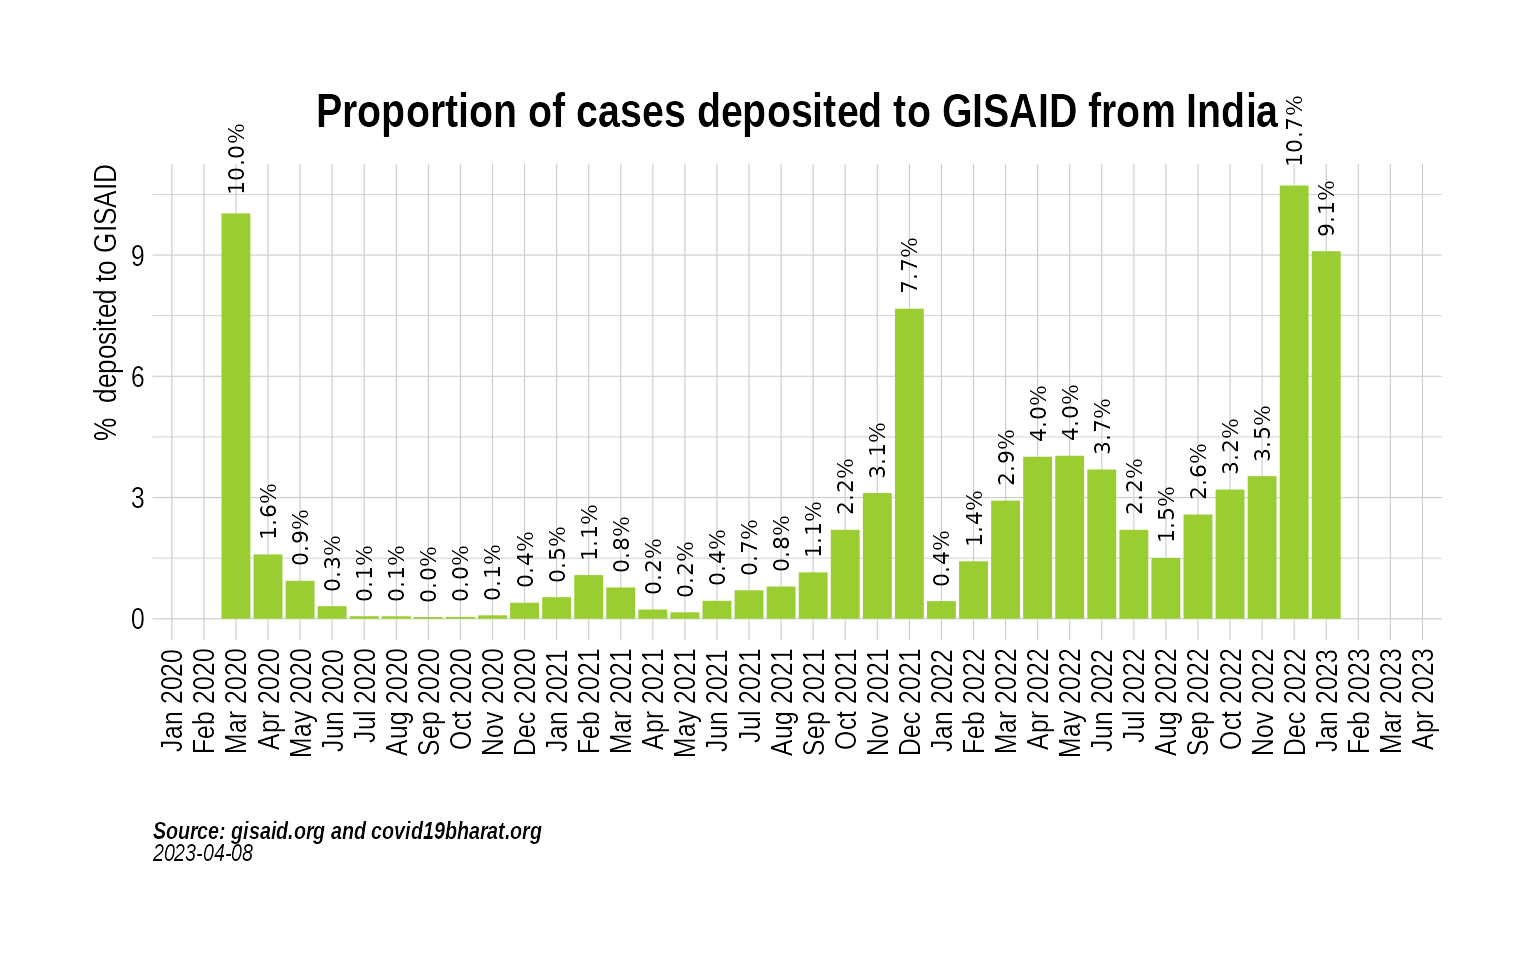 Proportion of cases deposited to GISAID from India
% deposited to GISAID
9
6
3
0
10.0%
1.6%
0.9%
0.3%
0.1%
0.1%
0.0%
0.0%
0.1%
0.4%
0.5%
1.1%
0.8%
0.2%
0.2%
0.4%
0.7%
0.8%
1.1%
2.2%
3.1%
7.7%
0.4%
1.4%
2.9%
4.0%
4.0%
3.7%
2.2%
1.5%
2.6%
3.2%
3.5%
10.7%
9.1%
Jan 2020
Feb 2020
Mar 2020
Apr 2020
May 2020
Jun 2020
Jul 2020
Aug 2020
Sep 2020
Oct 2020
Nov 2020
Dec 2020
Jan 2021
Feb 2021
Mar 2021
Apr 2021
May 2021
Jun 2021
Jul 2021
Aug 2021
Sep 2021
Oct 2021
Nov 2021
Dec 2021
Jan 2022
Feb 2022
Mar 2022
Apr 2022
May 2022
Jun 2022
Jul 2022
Aug 2022
Sep 2022
Oct 2022
Nov 2022
Dec 2022
Jan 2023
Feb 2023
Mar 2023
Apr 2023
Source: gisaid.org and covid19bharat.org
2023-04-08